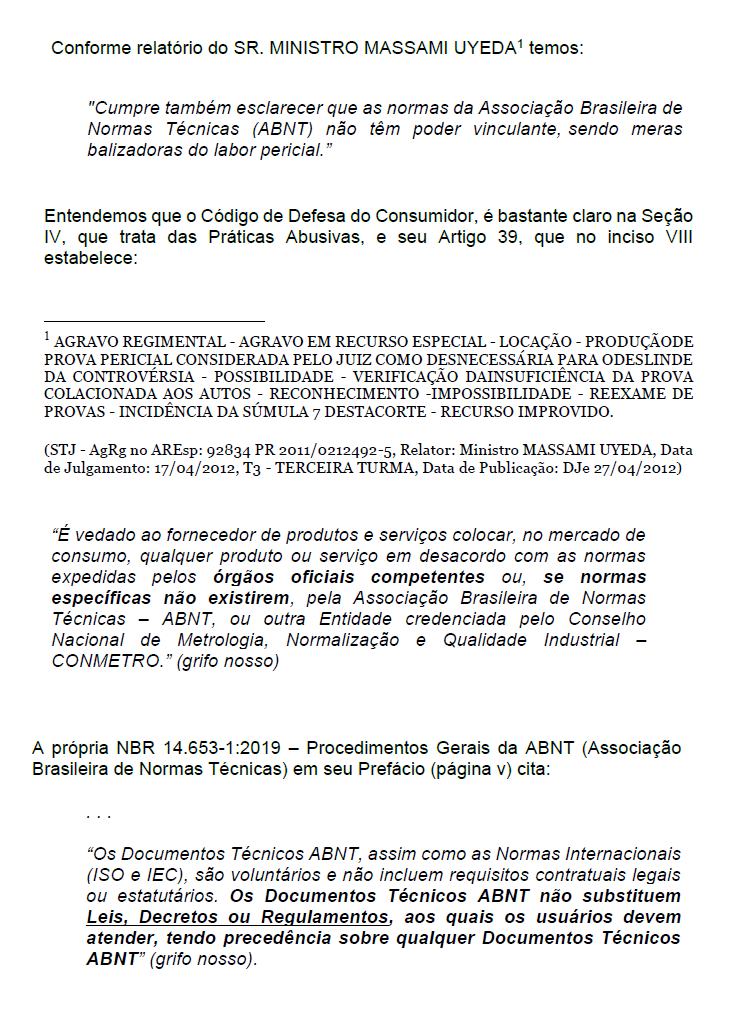 Conforme relatório do SR. MINISTRO MASSAMI UYEDA¹ temos:
"Cumpre também esclarecer que as normas da Associação Brasileira de
Normas Técnicas (ABNT) não têm poder vinculante, sendo meras
balizadoras do labor pericial.”
Entendemos que o Código de Defesa do Consumidor, é bastante claro na Seção
IV, que trata das Práticas Abusivas, e seu Artigo 39, que no inciso VIII
estabelece:
¹ AGRAVO REGIMENTAL - AGRAVO EM RECURSO ESPECIAL - LOCAÇÃO - PRODUÇÃODE
PROVA PERICIAL CONSIDERADA PELO JUIZ COMO DESNECESSÁRIA PARA ODESLINDE
DA CONTROVÉRSIA - POSSIBILIDADE - VERIFICAÇÃO DAINSUFICIÊNCIA DA PROVA
COLACIONADA AOS AUTOS - RECONHECIMENTO -IMPOSSIBILIDADE - REEXAME DE
PROVAS - INCIDÊNCIA DA SÚMULA 7 DESTACORTE - RECURSO IMPROVIDO.
(STJ - AgRg no AREsp: 92834 PR 2011/0212492-5, Relator: Ministro MASSAMI UYEDA, Data
de Julgamento: 17/04/2012, T3 - TERCEIRA TURMA, Data de Publicação: DJe 27/04/2012)
“É vedado ao fornecedor de produtos e serviços colocar, no mercado de
consumo, qualquer produto ou serviço em desacordo com as normas
expedidas pelos órgãos oficiais competentes ou, se normas
específicas não existirem, pela Associação Brasileira de Normas
Técnicas – ABNT, ou outra Entidade credenciada pelo Conselho
Nacional de Metrologia, Normalização e Qualidade Industrial –
CONMETRO.” (grifo nosso)
A própria NBR 14.653-1:2019 – Procedimentos Gerais da ABNT (Associação
Brasileira de Normas Técnicas) em seu Prefácio (página v) cita:
. . .
“Os Documentos Técnicos ABNT, assim como as Normas Internacionais
(ISO e IEC), são voluntários e não incluem requisitos contratuais legais
ou estatutários. Os Documentos Técnicos ABNT não substituem
Leis, Decretos ou Regulamentos, aos quais os usuários devem
atender, tendo precedência sobre qualquer Documentos Técnicos
ABNT” (grifo nosso).